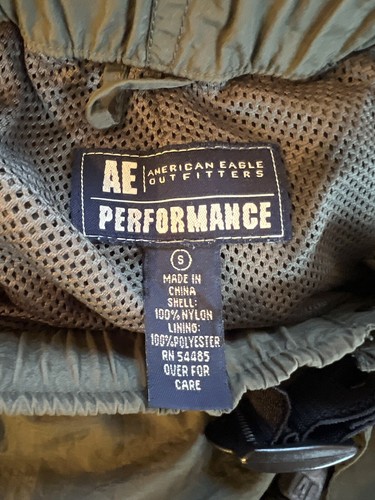 AE AMERICAN EAGLE
OUTFITTERS
PERFORMANCE
S
MADE IN
CHINA
SHELL:
100% NYLON
LINING:
100%POLYESTER
RN 54485
OVER FOR
CARE